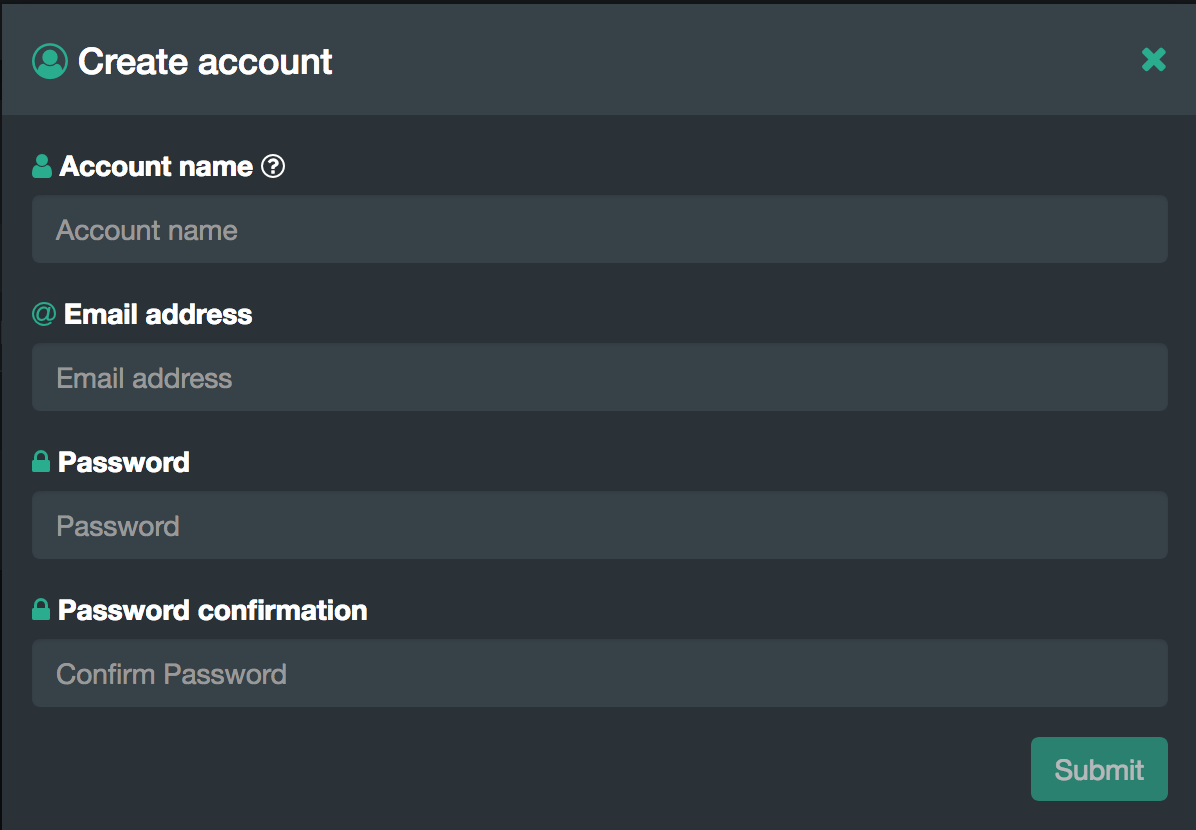 Create account
Account name ?
Account name
@ Email address
Email address
Password
Password
Password confirmation
Confirm Password
Submit